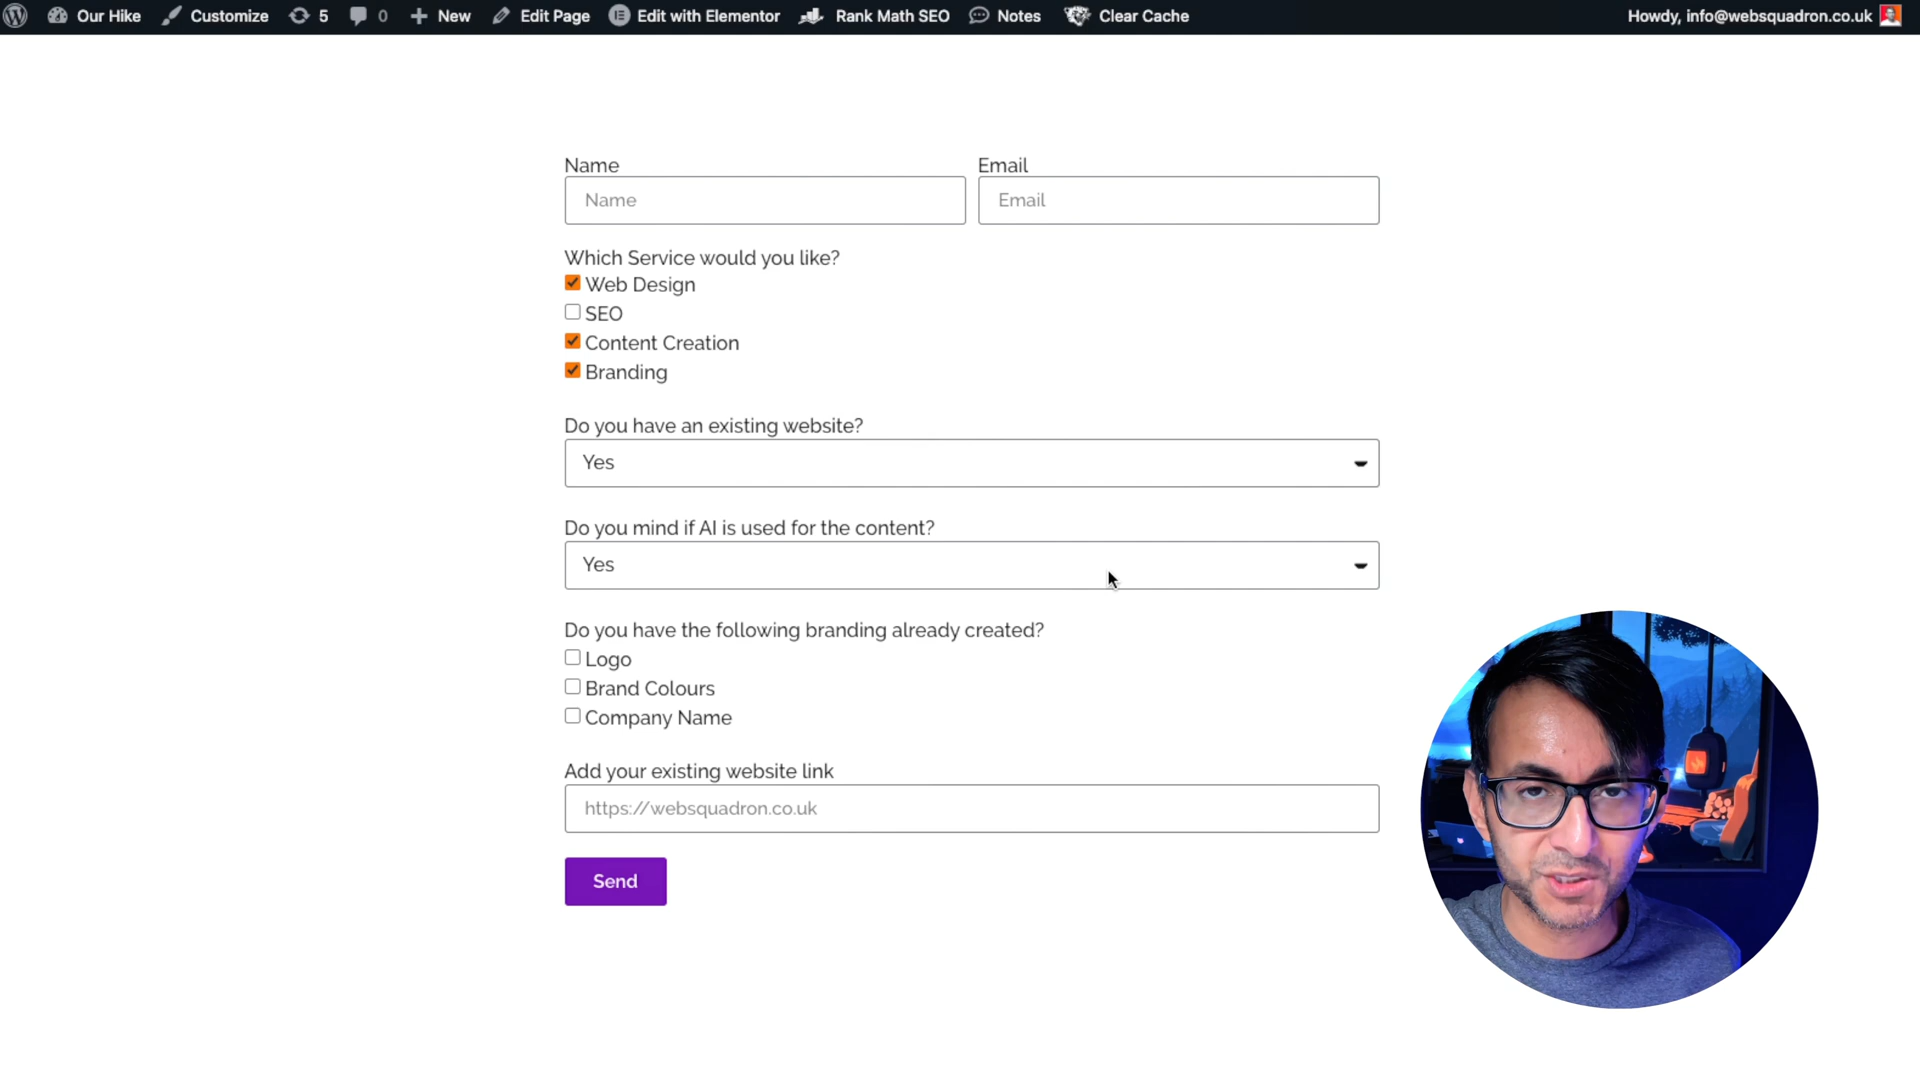 Our Hike Customize 5 0 New Edit Page Edit with Elementor Rank Math SEO Notes Clear Cache Howdy, info@websquadron.co.uk
Name Email
Name Email
Which Service would you like?
Web Design
SEO
Content Creation
Branding
Do you have an existing website?
Yes
Do you mind if AI is used for the content?
Yes
Do you have the following branding already created?
Logo
Brand Colours
Company Name
Add your existing website link
https://websquadron.co.uk
Send